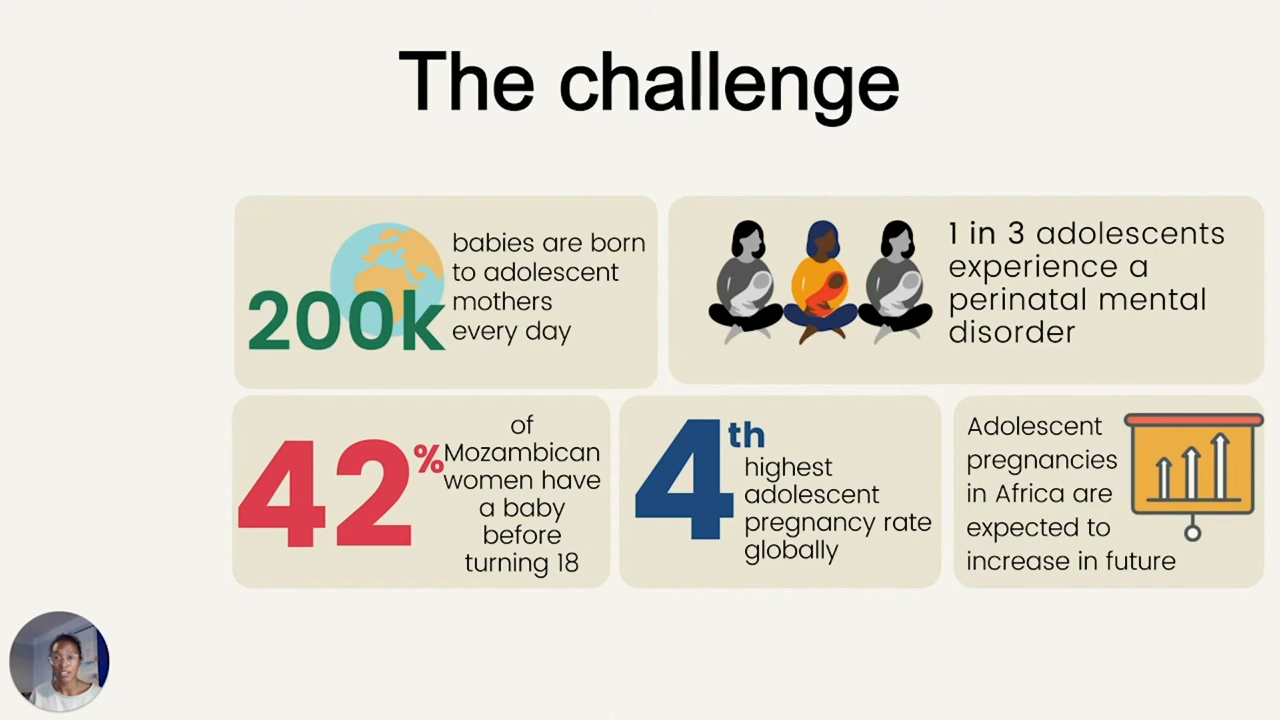 The challenge
200k
babies are born
to adolescent
mothers
every day
1 in 3 adolescents
experience a
perinatal mental
disorder
42%
of
Mozambican
women have
a baby
before
turning 18
4th
highest
adolescent
pregnancy rate
globally
Adolescent
pregnancies
in Africa are
expected to
increase in future